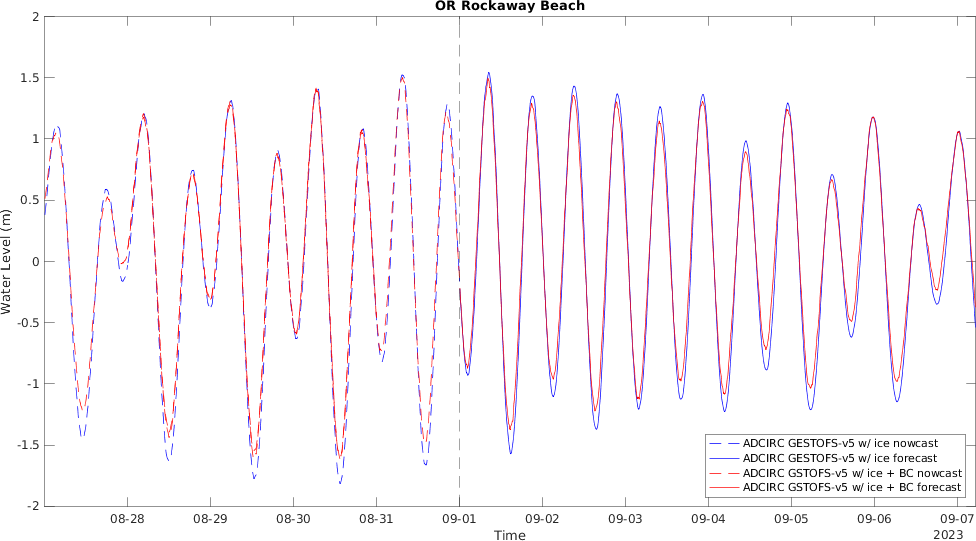 OR Rockaway Beach
2
1.5
1
0.5
0
-0.5
-1
-1.5
-2
Water Level (m)
ADCIRC GESTOFS-v5 w/ ice nowcast
ADCIRC GESTOFS-v5 w/ ice forecast
ADCIRC GSTOFS-v5 w/ ice + BC nowcast
ADCIRC GSTOFS-v5 w/ ice + BC forecast
08-28 08-29 08-30 08-31 09-01 09-02 09-03 09-04 09-05 09-06 09-07
Time
2023